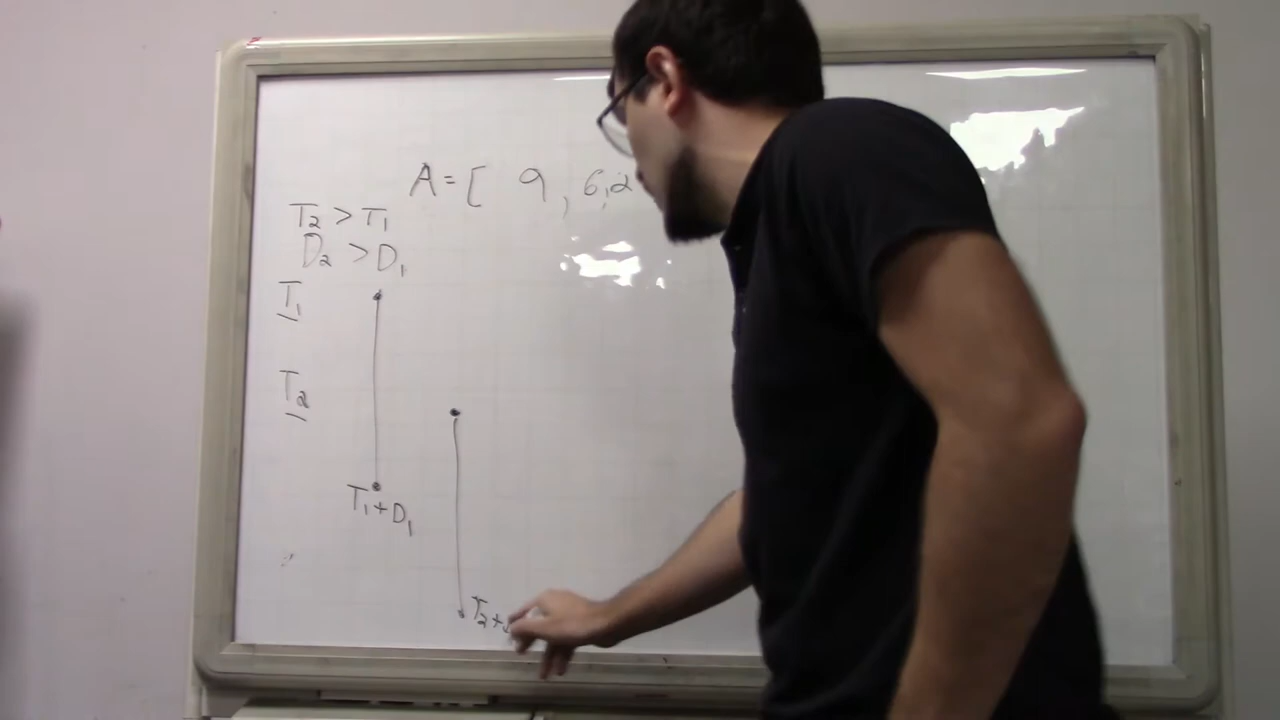 A = [ 9 , 6 , 2
T₂ > T₁
D₂ > D₁
T₁
T₂
T₁ + D₁
T₂ +